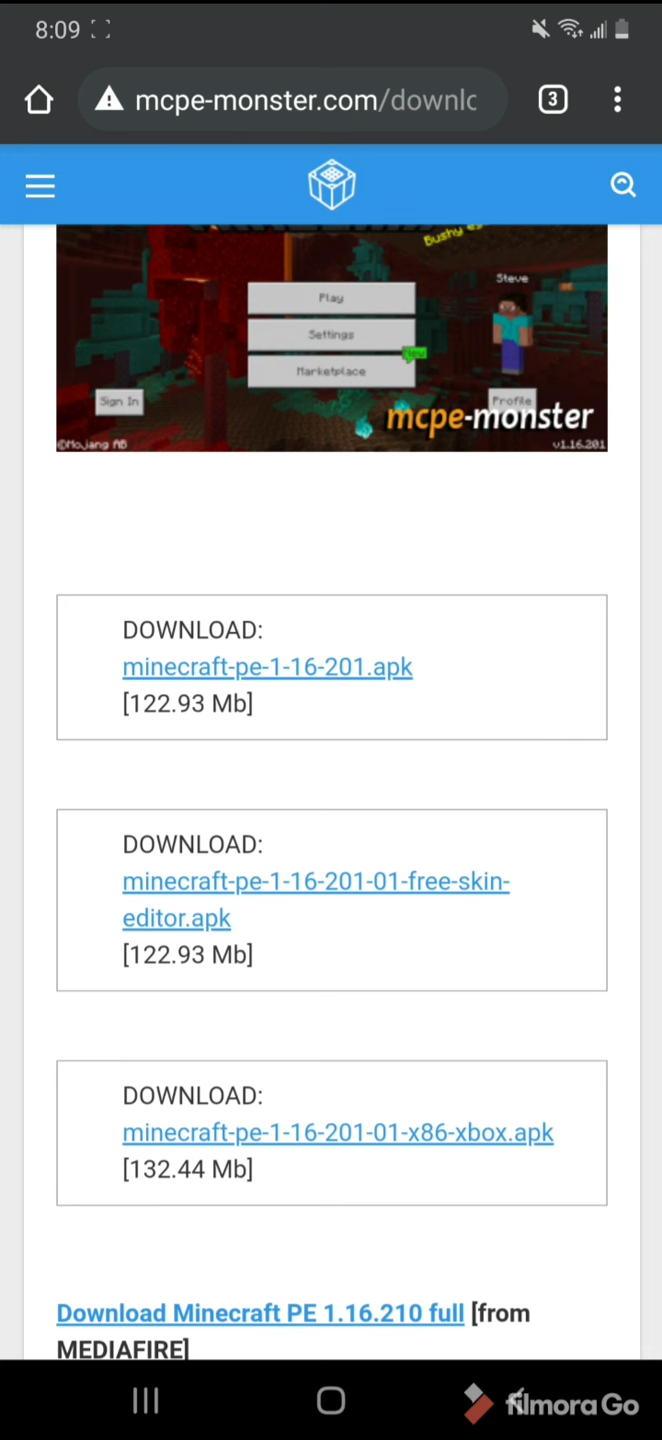 8:09
3
mcpe-monster.com/downlc
Bushy
Steve
Play
Settings
New
Marketplace
Sign In
Profile
mcpe-monster
©Mojang AB
v1.16.201
DOWNLOAD:
minecraft-pe-1-16-201.apk
[122.93 Mb]
DOWNLOAD:
minecraft-pe-1-16-201-01-free-skin-
editor.apk
[122.93 Mb]
DOWNLOAD:
minecraft-pe-1-16-201-01-x86-xbox.apk
[132.44 Mb]
Download Minecraft PE 1.16.210 full [from
MEDIAFIRE]
filmoraGo